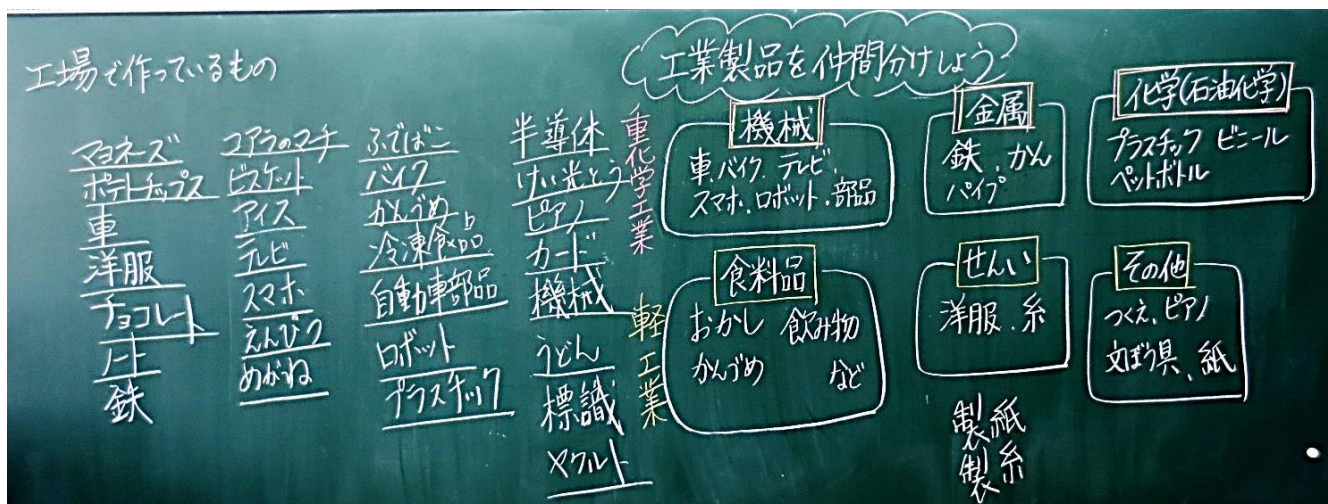 工場で作っているもの
マヨネーズ
ポテトチップス
車
洋服
チョコレート
ノート
鉄
コアラのマーチ
ビスケット
アイス
テレビ
スマホ
えんぴつ
めがね
ふでばこ
バイク
かんづめ
冷凍食品
自動車部品
ロボット
プラスチック
半導体
けい光とう
ピアノ
カード
機械
うどん
標識
ヤクルト
工業製品を仲間分けしよう
重化学工業
機械
車、バイク、テレビ、
スマホ、ロボット、部品
金属
鉄、かん
パイプ
化学(石油化学)
プラスチック ビニール
ペットボトル
軽工業
食料品
おかし 飲み物
かんづめ など
せんい
洋服、糸
その他
つくえ、ピアノ
文ぼう具、紙
製紙
製糸